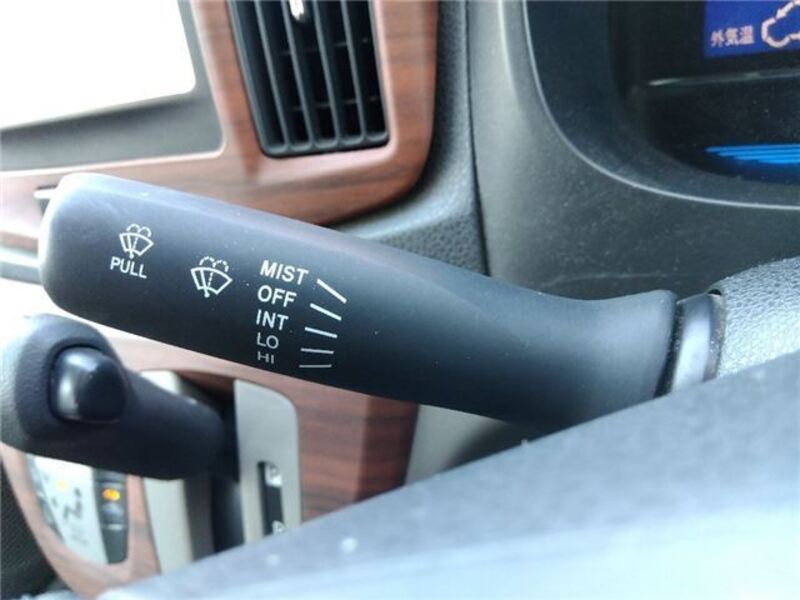 外気温
PULL
MIST
OFF
INT
LO
HI
P